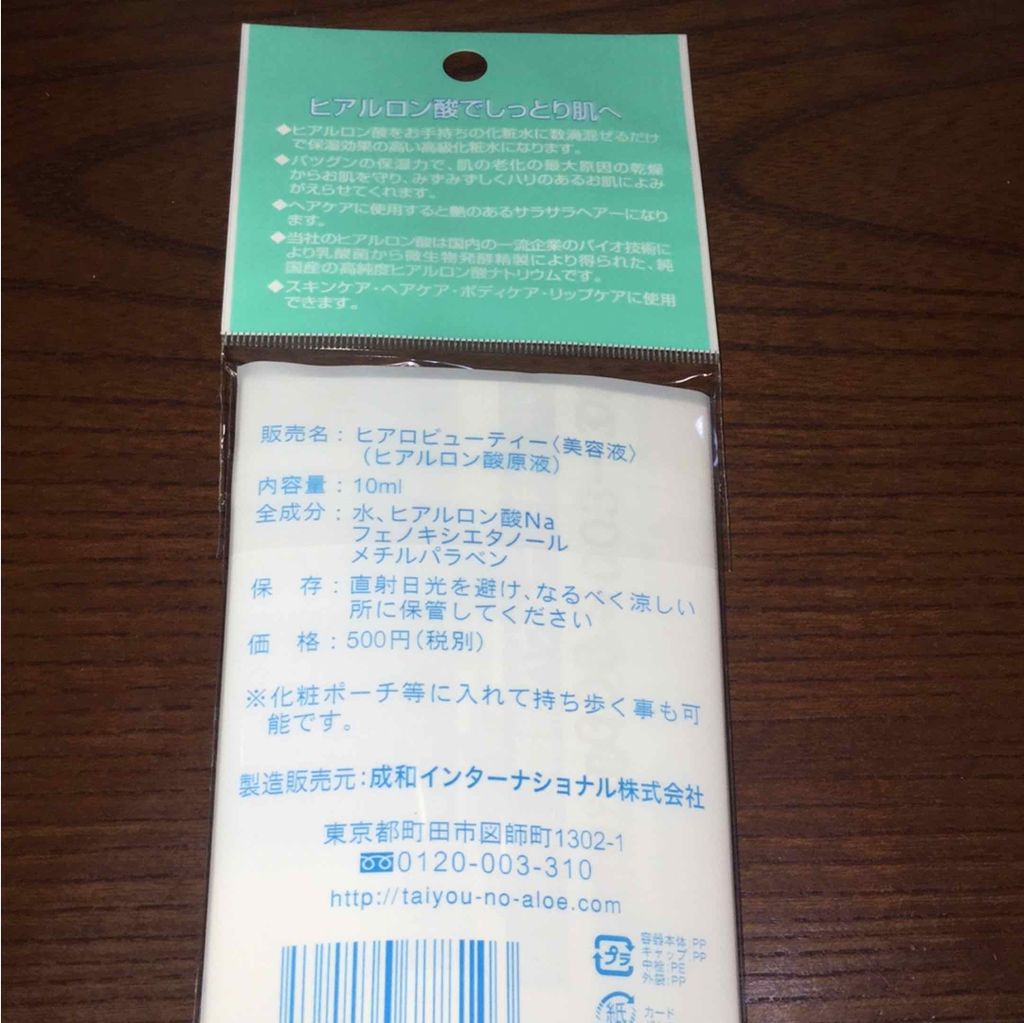 ヒアルロン酸でしっとり肌へ
◆ヒアルロン酸をお手持ちの化粧水に数滴混ぜるだけ
で保湿効果の高い高級化粧水になります。
◆バツグンの保湿力で、肌の老化の最大原因の乾燥
からお肌を守り、みずみずしくハリのあるお肌によみ
がえらせてくれます。
◆ヘアケアに使用すると艶のあるサラサラヘアーになり
ます。
◆当社のヒアルロン酸は国内の一流企業のバイオ技術に
より乳酸菌から微生物発酵精製により得られた、純
国産の高純度ヒアルロン酸ナトリウムです。
◆スキンケア・ヘアケア・ボディケア・リップケアに使用
できます。
販売名：ヒアロビューティー〈美容液〉
（ヒアルロン酸原液）
内容量：10ml
全成分：水、ヒアルロン酸Na
フェノキシエタノール
メチルパラベン
保　存：直射日光を避け、なるべく涼しい
所に保管してください
価　格：500円（税別）
※化粧ポーチ等に入れて持ち歩く事も可
能です。
製造販売元：成和インターナショナル株式会社
東京都町田市図師町1302-1
0120-003-310
http://taiyou-no-aloe.com
プラ
紙
カード